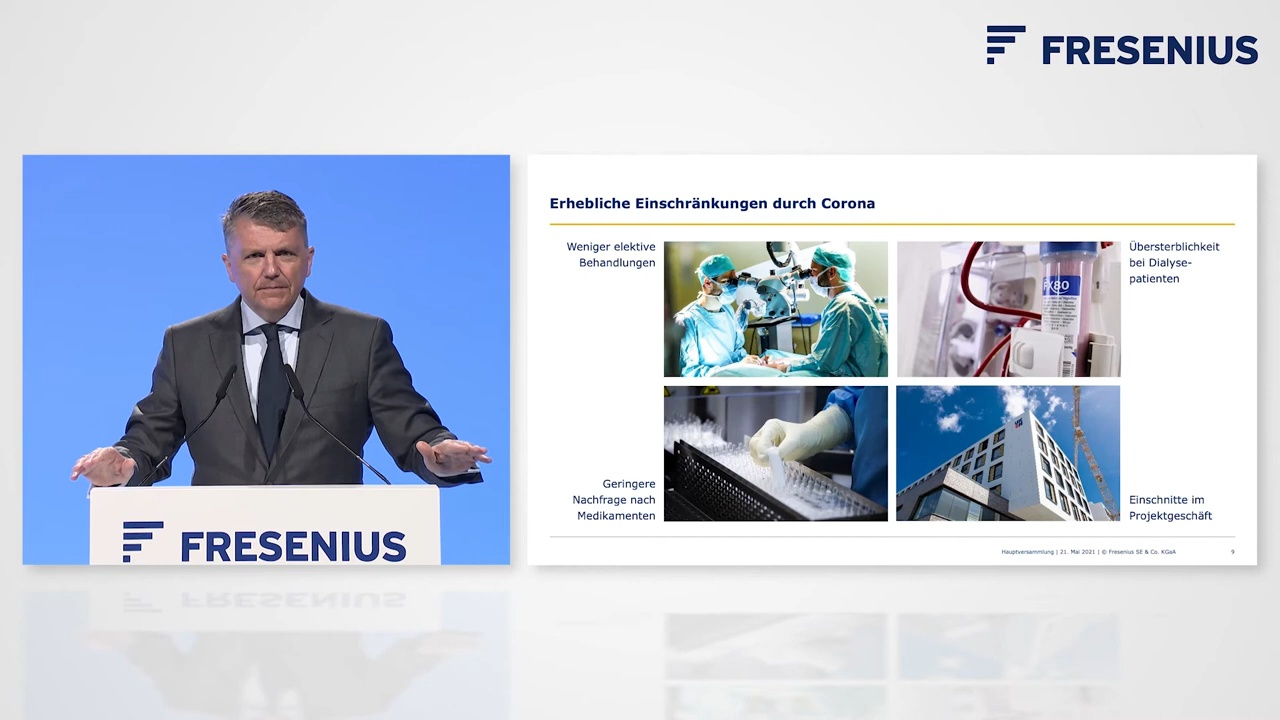 FRESENIUS
FRESENIUS
Erhebliche Einschränkungen durch Corona
Weniger elektive
Behandlungen
Übersterblichkeit
bei Dialyse-
patienten
FX80
Geringere
Nachfrage nach
Medikamenten
Einschnitte im
Projektgeschäft
Hauptversammlung | 21. Mai 2021 | © Fresenius SE & Co. KGaA
9